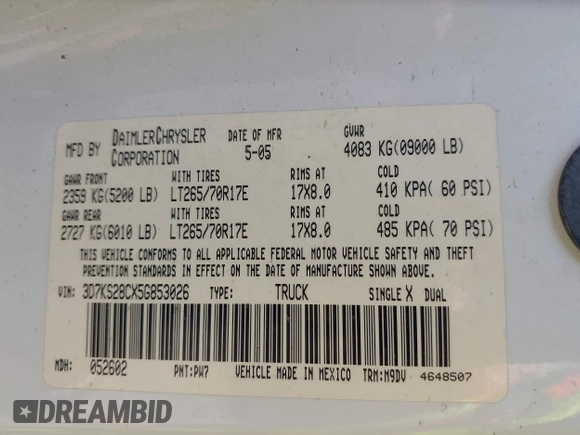 MFD BY DAIMLERCHRYSLER CORPORATION DATE OF MFR 5-05 GVWR 4083 KG(09000 LB)
GAWR FRONT WITH TIRES RIMS AT COLD
2359 KG(5200 LB) LT265/70R17E 17X8.0 410 KPA( 60 PSI)
GAWR REAR WITH TIRES RIMS AT COLD
2727 KG(6010 LB) LT265/70R17E 17X8.0 485 KPA( 70 PSI)
THIS VEHICLE CONFORMS TO ALL APPLICABLE FEDERAL MOTOR VEHICLE SAFETY AND THEFT
PREVENTION STANDARDS IN EFFECT ON THE DATE OF MANUFACTURE SHOWN ABOVE.
VIN: 3D7KS28CX5G853026 TYPE: TRUCK SINGLE X DUAL
MDH: 052602 PNT:PW7 VEHICLE MADE IN MEXICO TRM:M9DV 4648507
DREAMBID